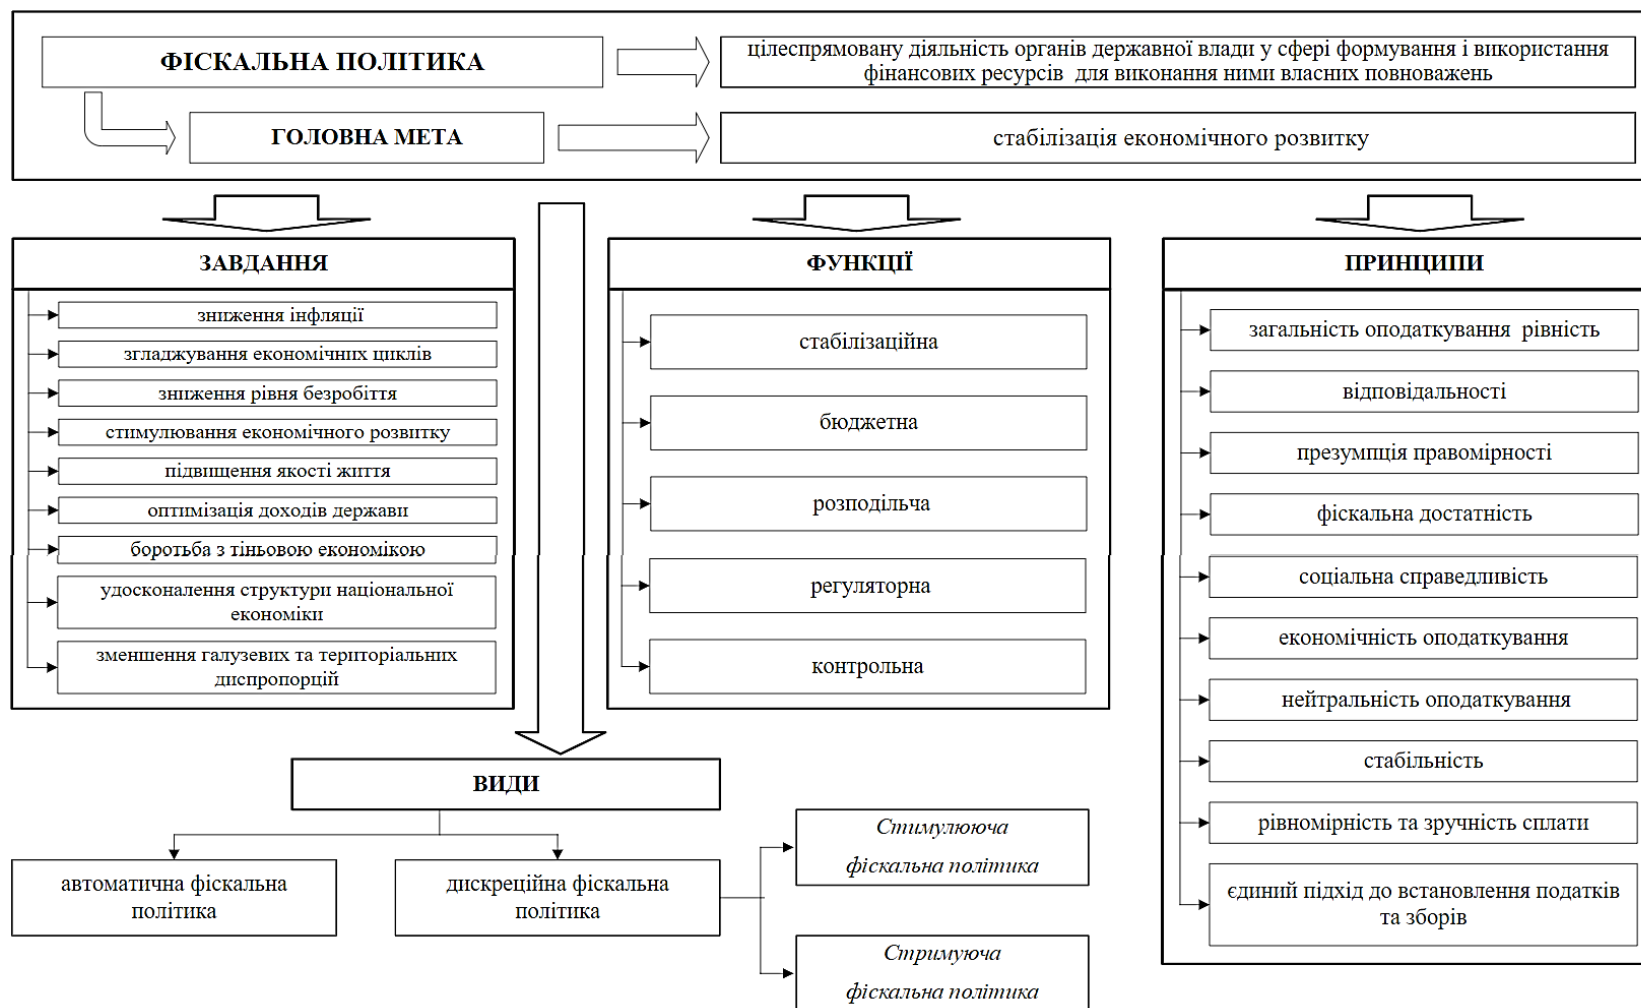 ФІСКАЛЬНА ПОЛІТИКА
цілеспрямовану діяльність органів державної влади у сфері формування і використання
фінансових ресурсів для виконання ними власних повноважень
ГОЛОВНА МЕТА
стабілізація економічного розвитку
ЗАВДАННЯ
зниження інфляції
згладжування економічних циклів
зниження рівня безробіття
стимулювання економічного розвитку
підвищення якості життя
оптимізація доходів держави
боротьба з тіньовою економікою
удосконалення структури національної
економіки
зменшення галузевих та територіальних
диспропорцій
ФУНКЦІЇ
стабілізаційна
бюджетна
розподільча
регуляторна
контрольна
ПРИНЦИПИ
загальність оподаткування рівність
відповідальності
презумпція правомірності
фіскальна достатність
соціальна справедливість
економічність оподаткування
нейтральність оподаткування
стабільність
рівномірність та зручність сплати
єдиний підхід до встановлення податків
та зборів
ВИДИ
автоматична фіскальна
політика
дискреційна фіскальна
політика
Стимулююча
фіскальна політика
Стримуюча
фіскальна політика